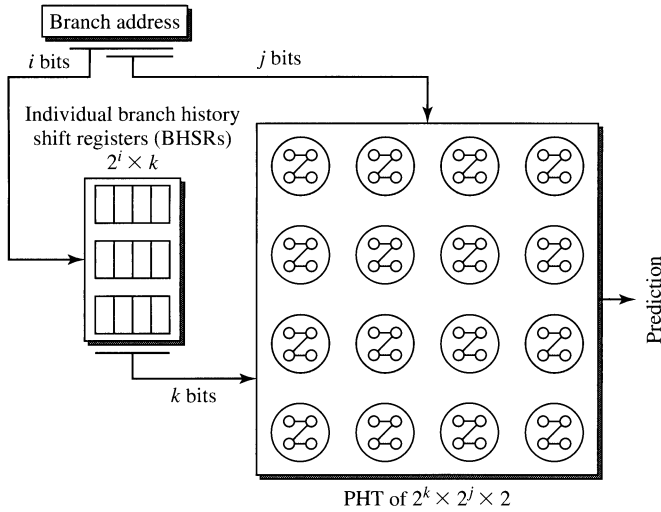 Branch address
i bits
j bits
Individual branch history
shift registers (BHSRs)
2^i × k
k bits
Prediction
PHT of 2^k × 2^j × 2